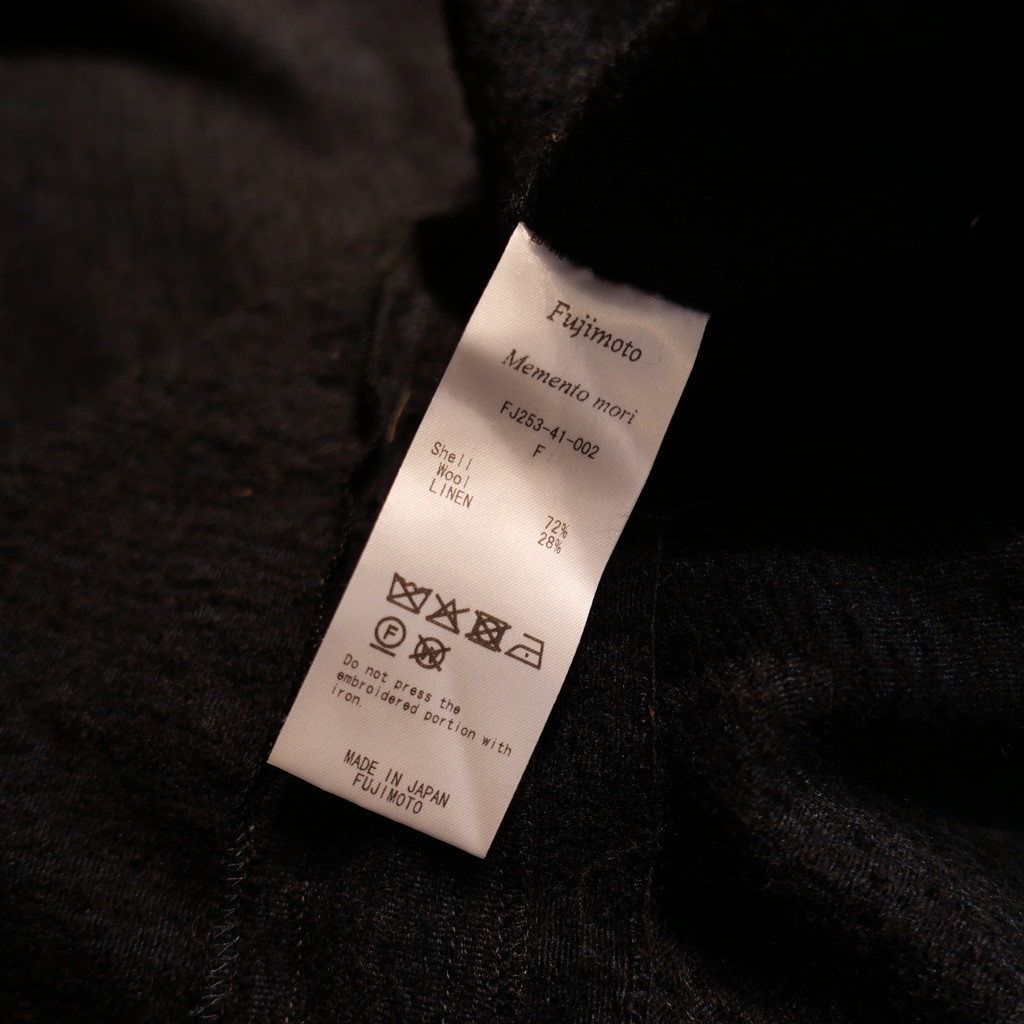 Fujimoto
Memento mori
FJ253-41-002
F
Shell
Wool 72%
LINEN 28%
F
Do not press the
embroidered portion with
iron.
MADE IN JAPAN
FUJIMOTO